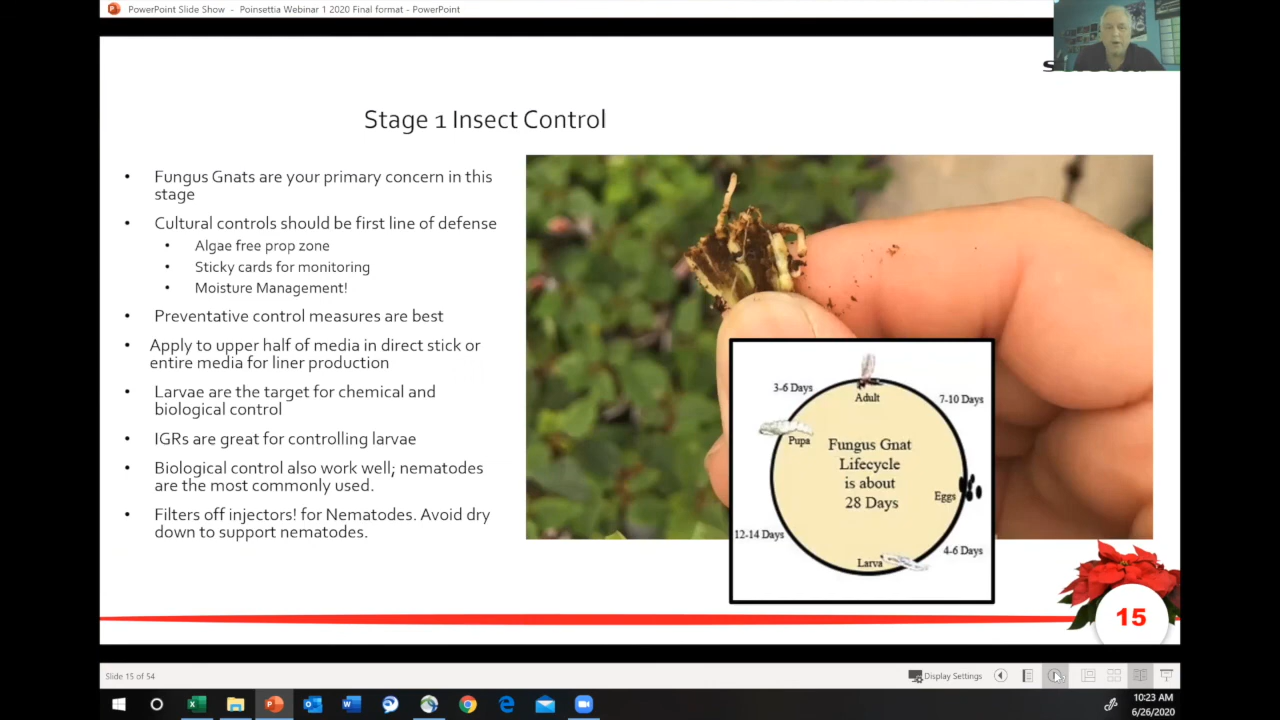 PowerPoint Slide Show - Poinsettia Webinar 1 2020 Final format - PowerPoint
Stage 1 Insect Control
• Fungus Gnats are your primary concern in this
stage
• Cultural controls should be first line of defense
• Algae free prop zone
• Sticky cards for monitoring
• Moisture Management!
• Preventative control measures are best
• Apply to upper half of media in direct stick or
entire media for liner production
• Larvae are the target for chemical and
biological control
• IGRs are great for controlling larvae
• Biological control also work well; nematodes
are the most commonly used.
• Filters off injectors! for Nematodes. Avoid dry
down to support nematodes.
3-6 Days
Adult
7-10 Days
Pupa
Fungus Gnat
Lifecycle
is about
28 Days
Eggs
12-14 Days
Larva
4-6 Days
15
Slide 15 of 54
Display Settings
10:23 AM
6/26/2020